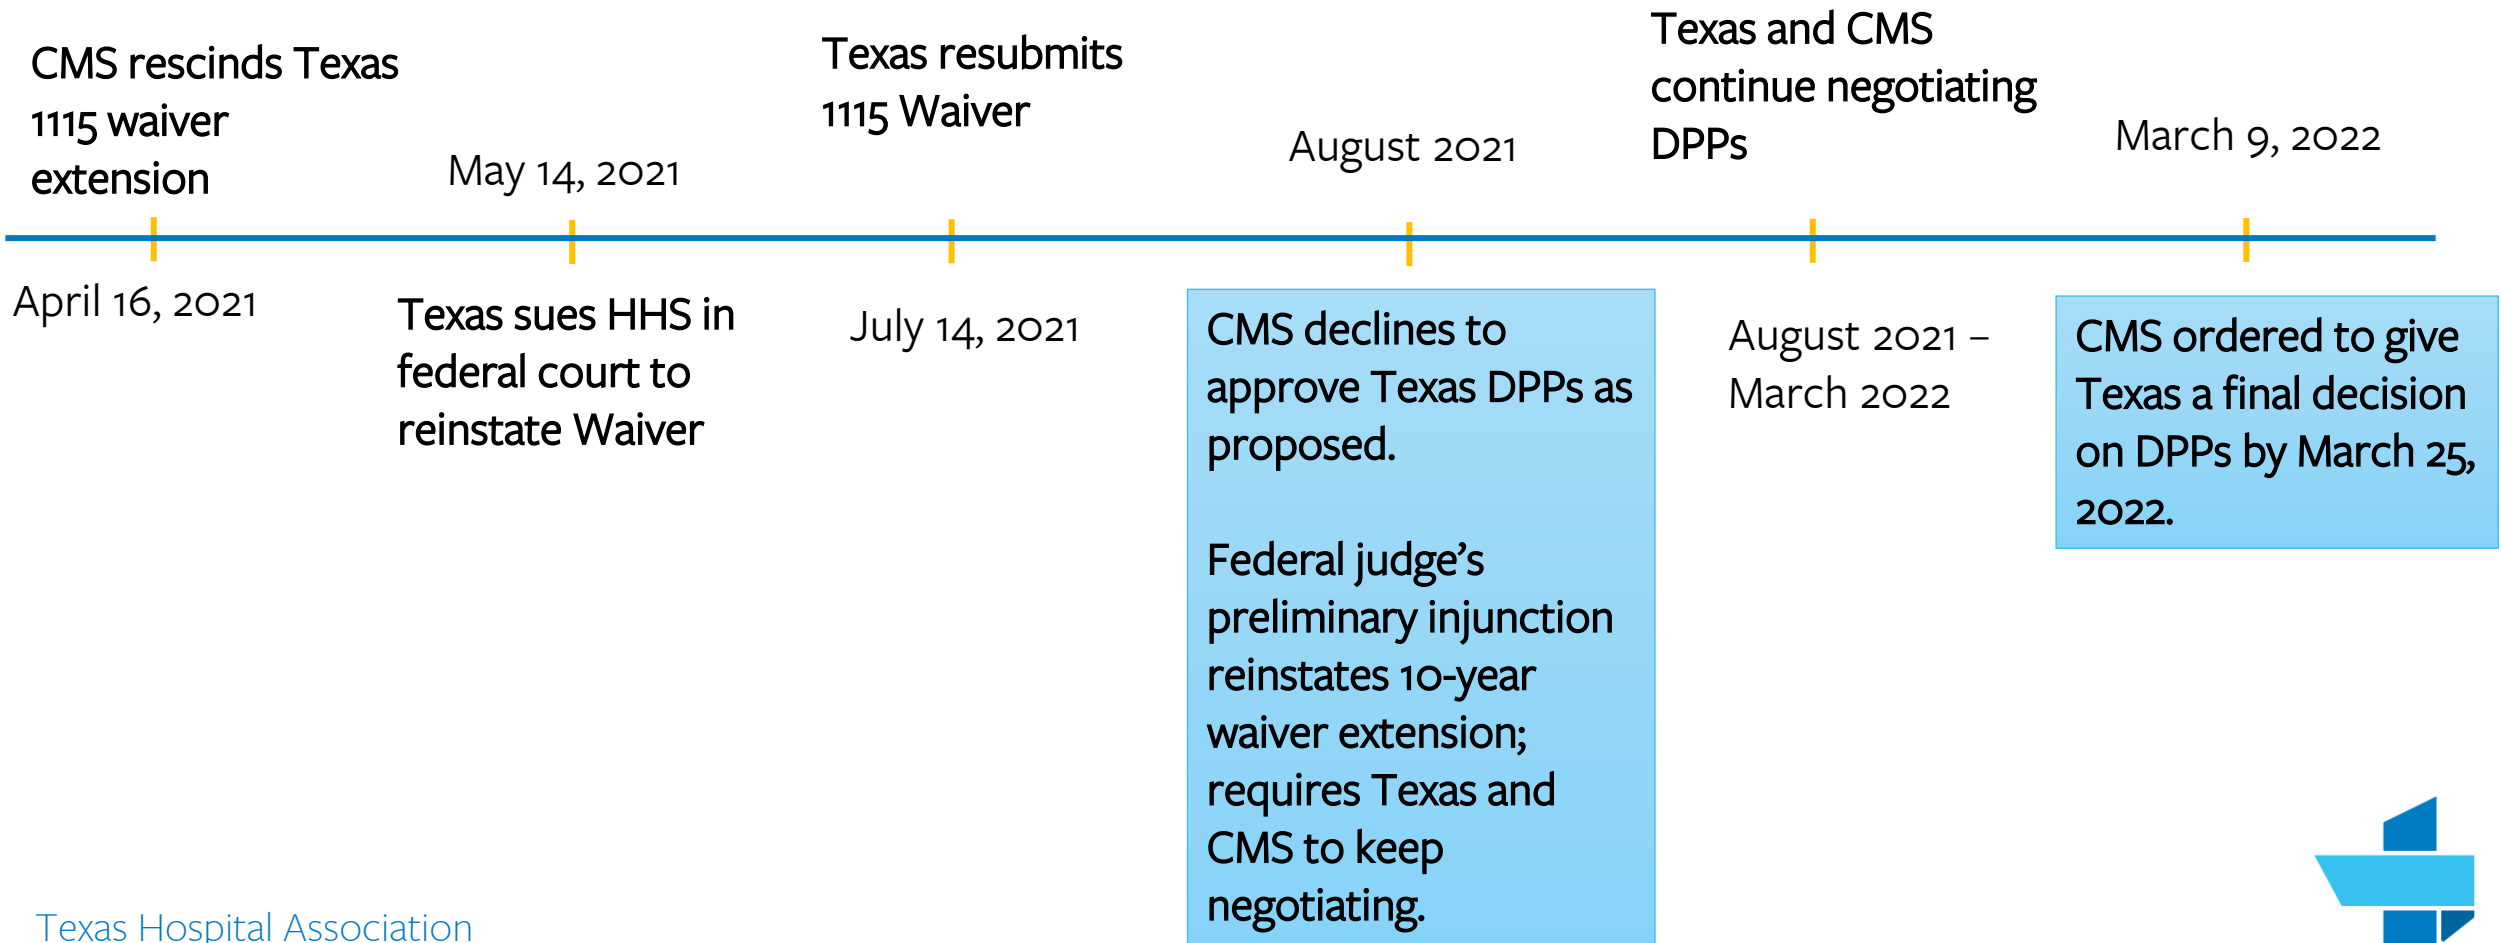 CMS rescinds Texas
1115 waiver
extension
April 16, 2021
May 14, 2021
Texas sues HHS in
federal court to
reinstate Waiver
Texas resubmits
1115 Waiver
July 14, 2021
August 2021
CMS declines to
approve Texas DPPs as
proposed.
Federal judge’s
preliminary injunction
reinstates 10-year
waiver extension;
requires Texas and
CMS to keep
negotiating.
Texas and CMS
continue negotiating
DPPs
August 2021 –
March 2022
March 9, 2022
CMS ordered to give
Texas a final decision
on DPPs by March 25,
2022.
Texas Hospital Association